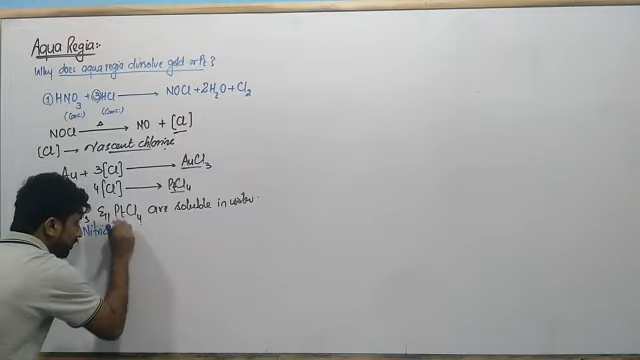 Aqua Regia:-
Why does aqua regia dissolve gold or Pt?
① HNO3 + ③HCl → NOCl + 2H2O + Cl2
(Conc.) (Conc.)
NOCl —Δ→ NO + [Cl]
[Cl] → Nascent chlorine
Au + 3[Cl] → AuCl3
4[Cl] → PtCl4
3 & PtCl4 are soluble in water.